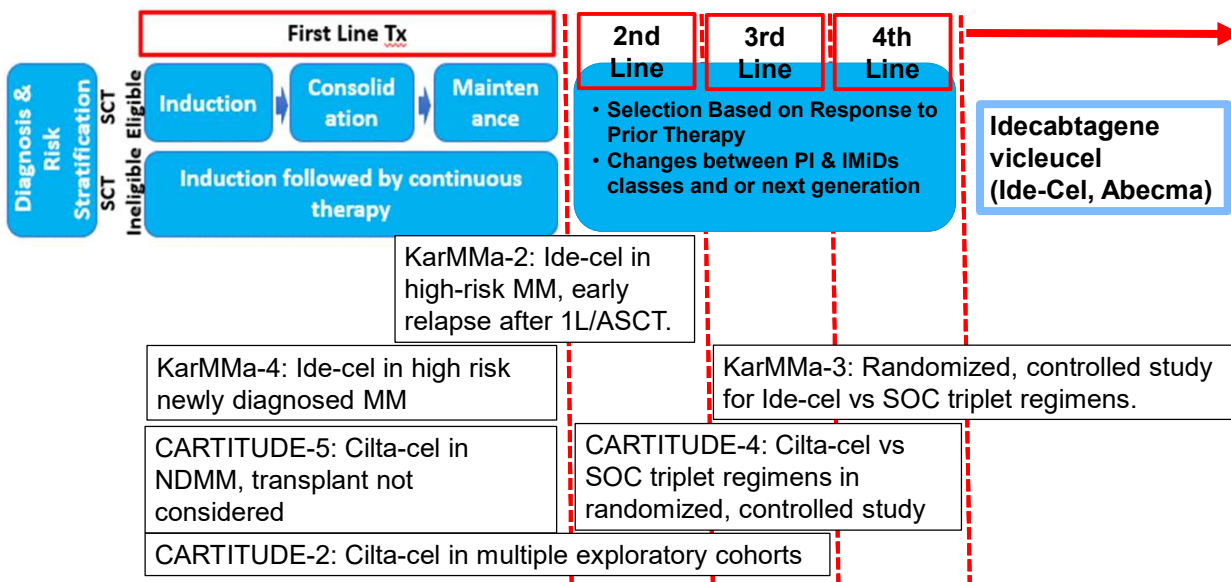 First Line Tx
2nd
Line
3rd
Line
4th
Line
Diagnosis &
Risk
Stratification
SCT
Eligible
SCT
Ineligible
Induction
Consolid
ation
Mainten
ance
Induction followed by continuous
therapy
• Selection Based on Response to
Prior Therapy
• Changes between PI & IMiDs
classes and or next generation
Idecabtagene
vicleucel
(Ide-Cel, Abecma)
KarMMa-2: Ide-cel in
high-risk MM, early
relapse after 1L/ASCT.
KarMMa-4: Ide-cel in high risk
newly diagnosed MM
KarMMa-3: Randomized, controlled study
for Ide-cel vs SOC triplet regimens.
CARTITUDE-5: Cilta-cel in
NDMM, transplant not
considered
CARTITUDE-4: Cilta-cel vs
SOC triplet regimens in
randomized, controlled study
CARTITUDE-2: Cilta-cel in multiple exploratory cohorts